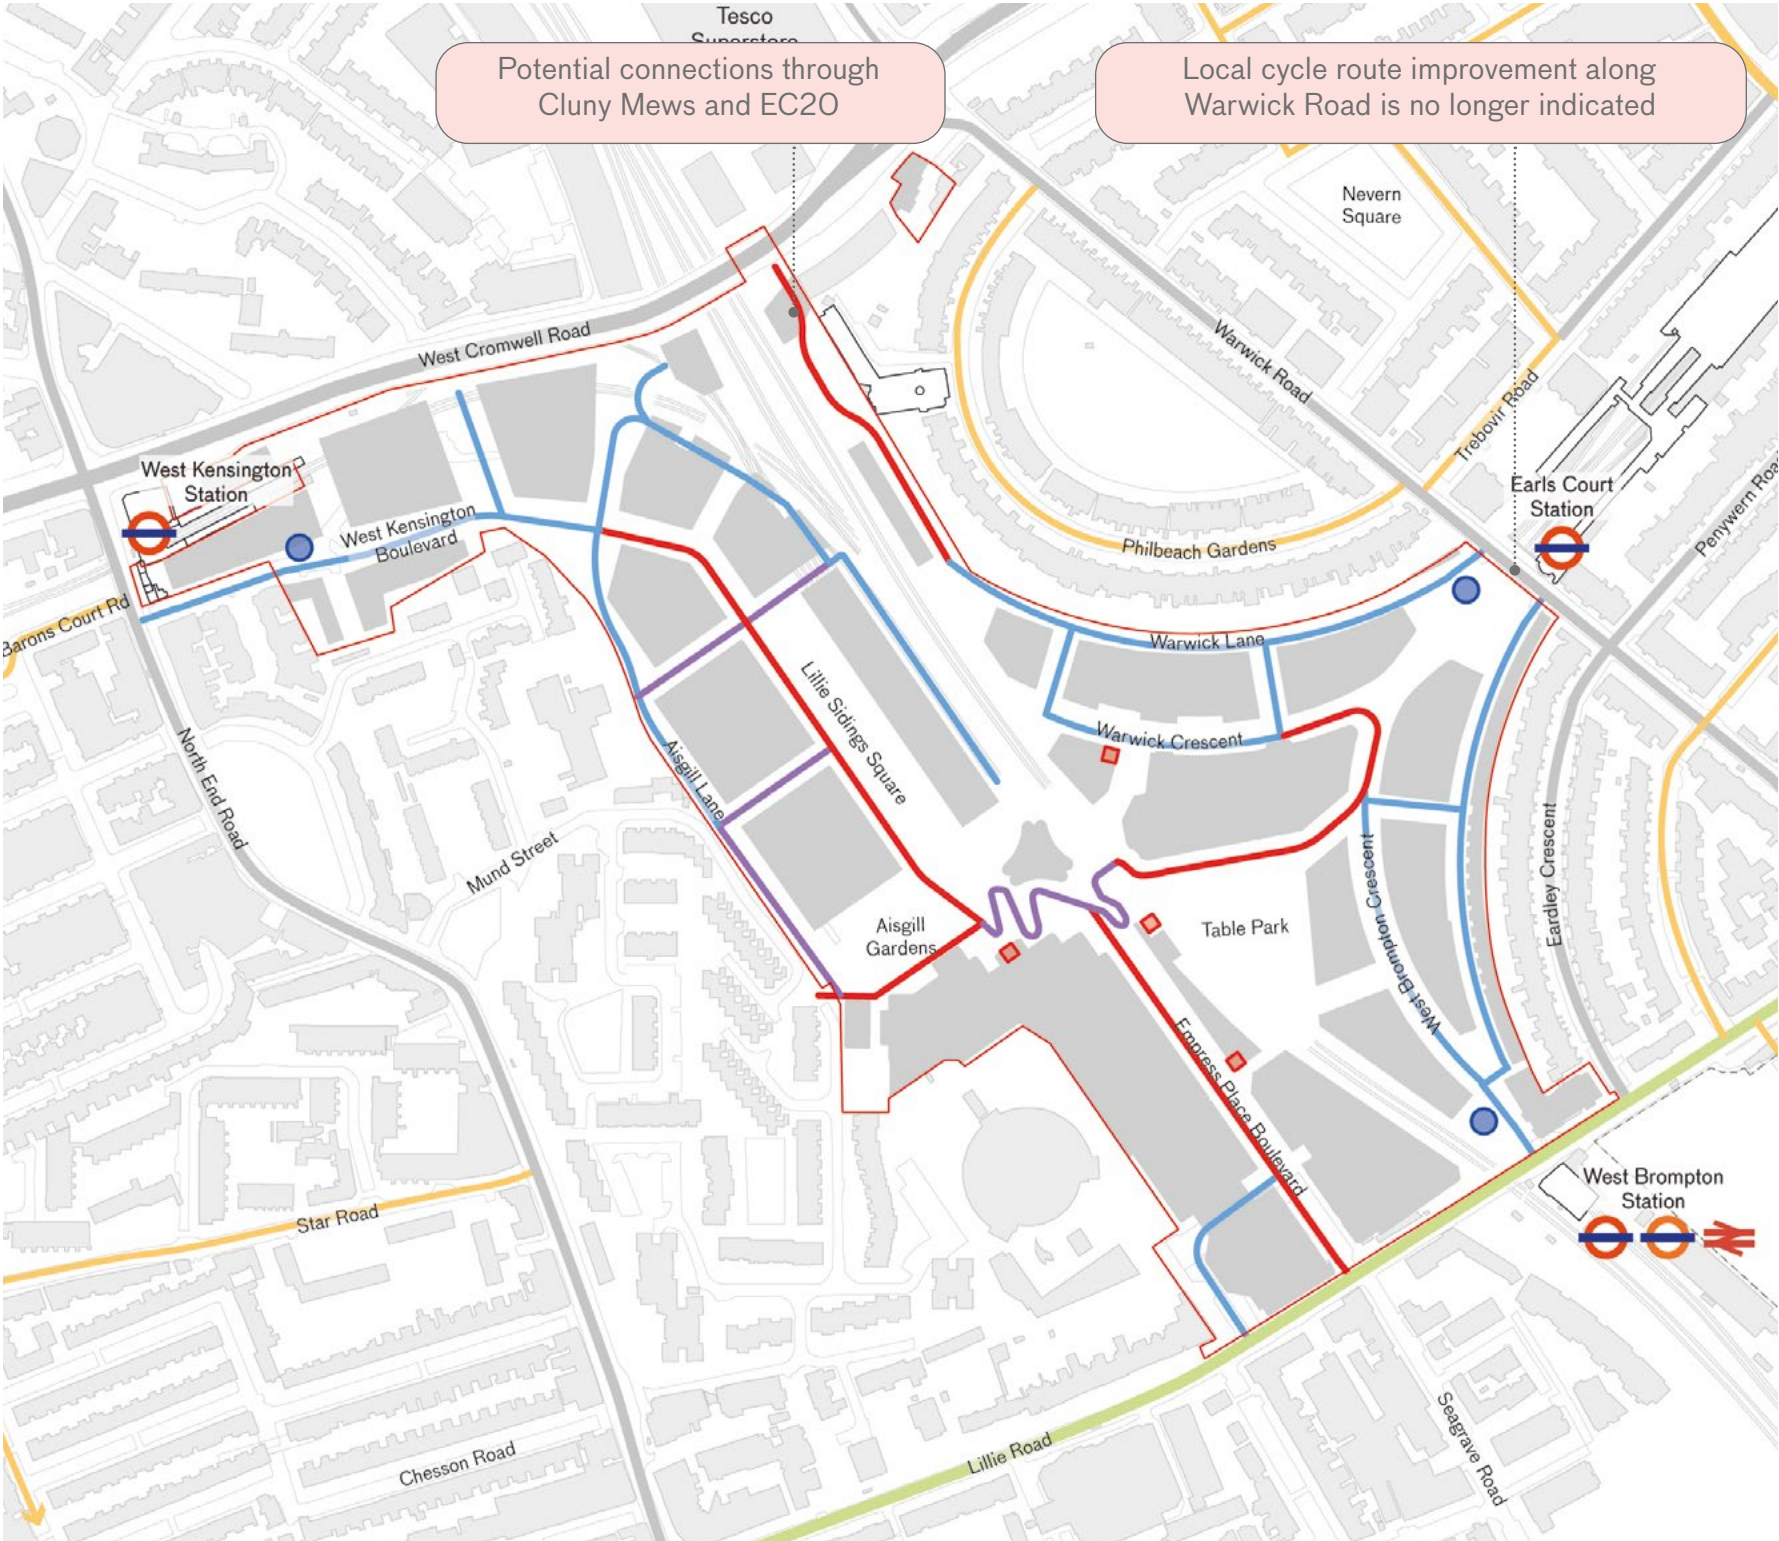 Tesco
Superstore
Potential connections through
Cluny Mews and EC20
Local cycle route improvement along
Warwick Road is no longer indicated
Nevern
Square
West Cromwell Road
Warwick Road
Trebovir Road
West Kensington
Station
Earls Court
Station
Penywern Road
West Kensington
Boulevard
Philbeach Gardens
Barons Court Rd
Warwick Lane
Lillie Sidings Square
Warwick Crescent
North End Road
Aisgill Lane
Mund Street
West Brompton Crescent
Eardley Crescent
Aisgill
Gardens
Table Park
Empress Place Boulevard
West Brompton
Station
Star Road
Seagrave Road
Chesson Road
Lillie Road